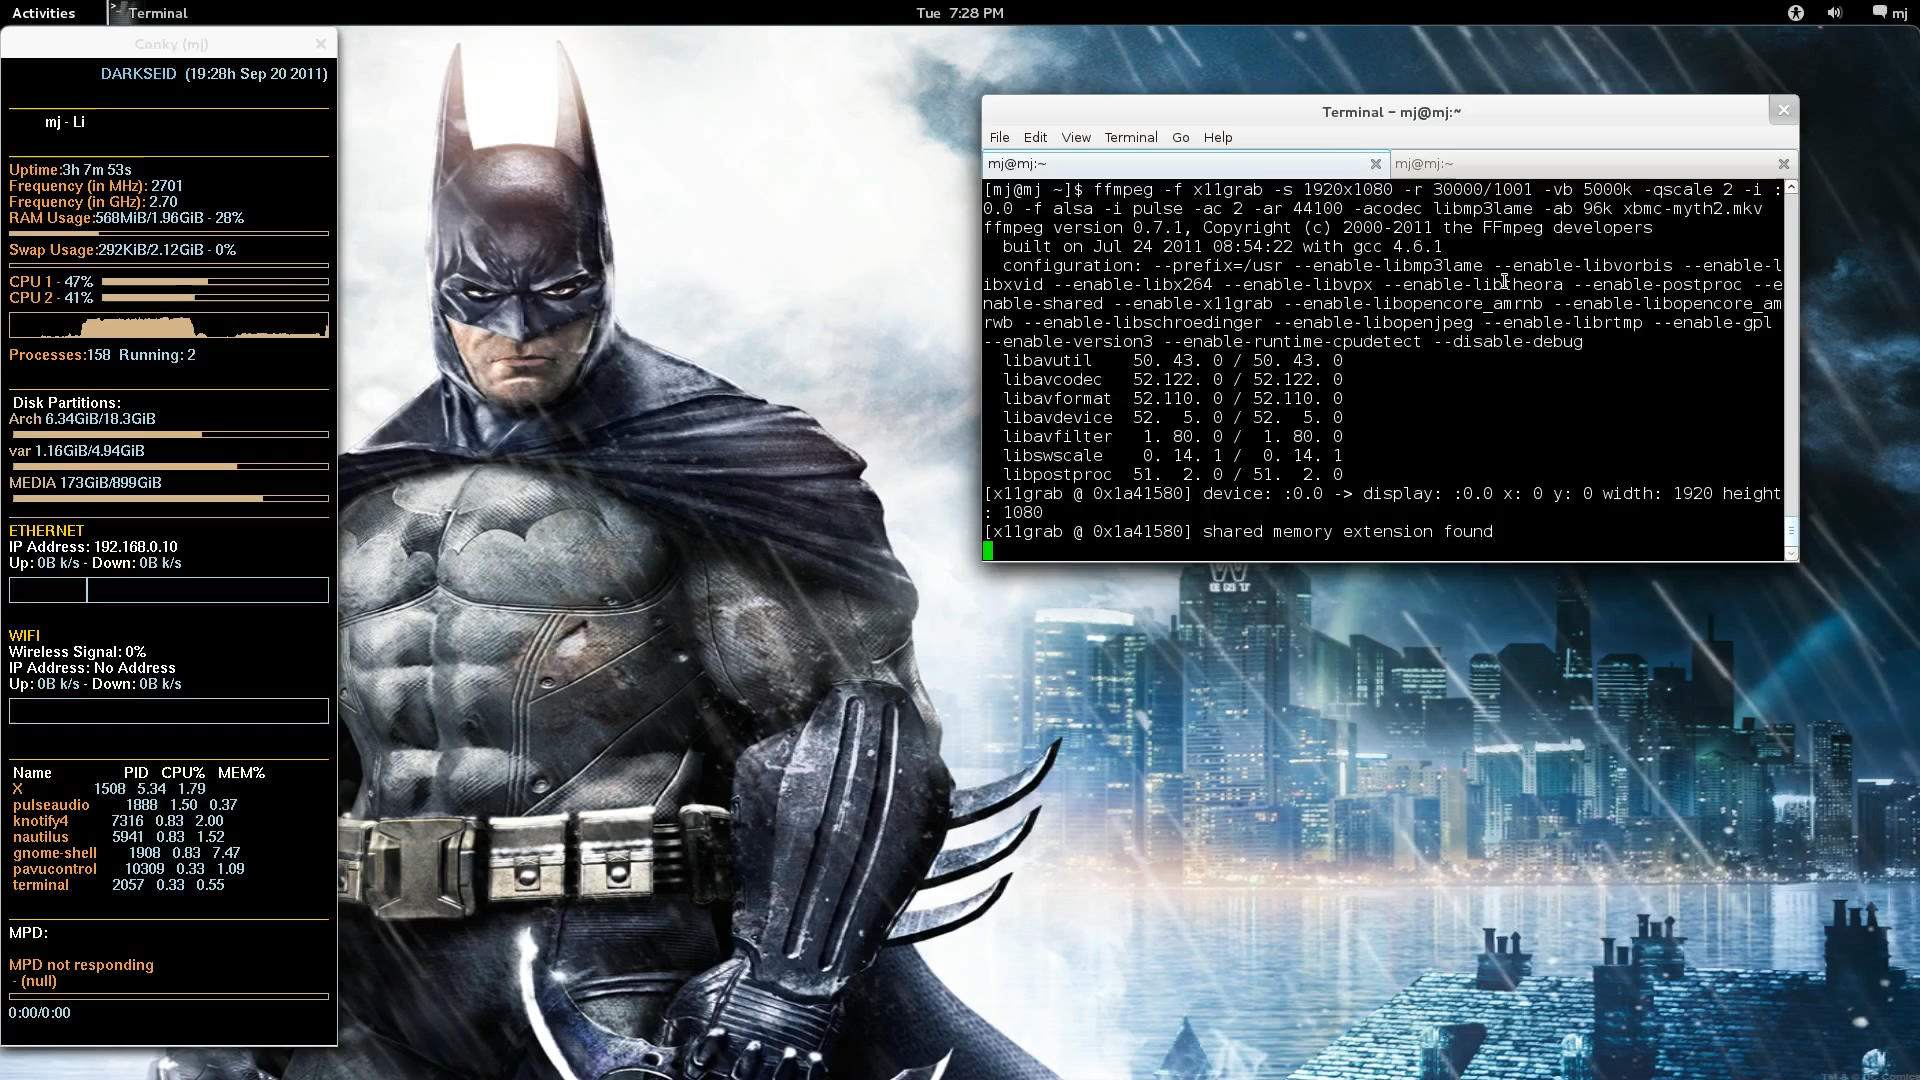 Activities
Terminal
Tue 7:28 PM
mj
Conky (mj)
DARKSEID (19:28h Sep 20 2011)
mj - Li
Uptime:3h 7m 53s
Frequency (in MHz): 2701
Frequency (in GHz): 2.70
RAM Usage:568MiB/1.96GiB - 28%
Swap Usage:292KiB/2.12GiB - 0%
CPU 1 - 47%
CPU 2 - 41%
Processes:158 Running: 2
Disk Partitions:
Arch 6.34GiB/18.3GiB
var 1.16GiB/4.94GiB
MEDIA 173GiB/899GiB
ETHERNET
IP Address: 192.168.0.10
Up: 0B k/s - Down: 0B k/s
WIFI
Wireless Signal: 0%
IP Address: No Address
Up: 0B k/s - Down: 0B k/s
Name PID CPU% MEM%
X 1508 5.34 1.79
pulseaudio 1888 1.50 0.37
knotify4 7316 0.83 2.00
nautilus 5941 0.83 1.52
gnome-shell 1908 0.83 7.47
pavucontrol 10309 0.33 1.09
terminal 2057 0.33 0.55
MPD:
MPD not responding
- (null)
0:00/0:00
Terminal - mj@mj:~
File Edit View Terminal Go Help
mj@mj:~
mj@mj:~
[mj@mj ~]$ ffmpeg -f x11grab -s 1920x1080 -r 30000/1001 -vb 5000k -qscale 2 -i :
0.0 -f alsa -i pulse -ac 2 -ar 44100 -acodec libmp3lame -ab 96k xbmc-myth2.mkv
ffmpeg version 0.7.1, Copyright (c) 2000-2011 the FFmpeg developers
built on Jul 24 2011 08:54:22 with gcc 4.6.1
configuration: --prefix=/usr --enable-libmp3lame --enable-libvorbis --enable-l
ibxvid --enable-libx264 --enable-libvpx --enable-libtheora --enable-postproc --e
nable-shared --enable-x11grab --enable-libopencore_amrnb --enable-libopencore_am
rwb --enable-libschroedinger --enable-libopenjpeg --enable-librtmp --enable-gpl
--enable-version3 --enable-runtime-cpudetect --disable-debug
libavutil 50. 43. 0 / 50. 43. 0
libavcodec 52.122. 0 / 52.122. 0
libavformat 52.110. 0 / 52.110. 0
libavdevice 52. 5. 0 / 52. 5. 0
libavfilter 1. 80. 0 / 1. 80. 0
libswscale 0. 14. 1 / 0. 14. 1
libpostproc 51. 2. 0 / 51. 2. 0
[x11grab @ 0x1a41580] device: :0.0 -> display: :0.0 x: 0 y: 0 width: 1920 height
: 1080
[x11grab @ 0x1a41580] shared memory extension found
TM & © DC Comics